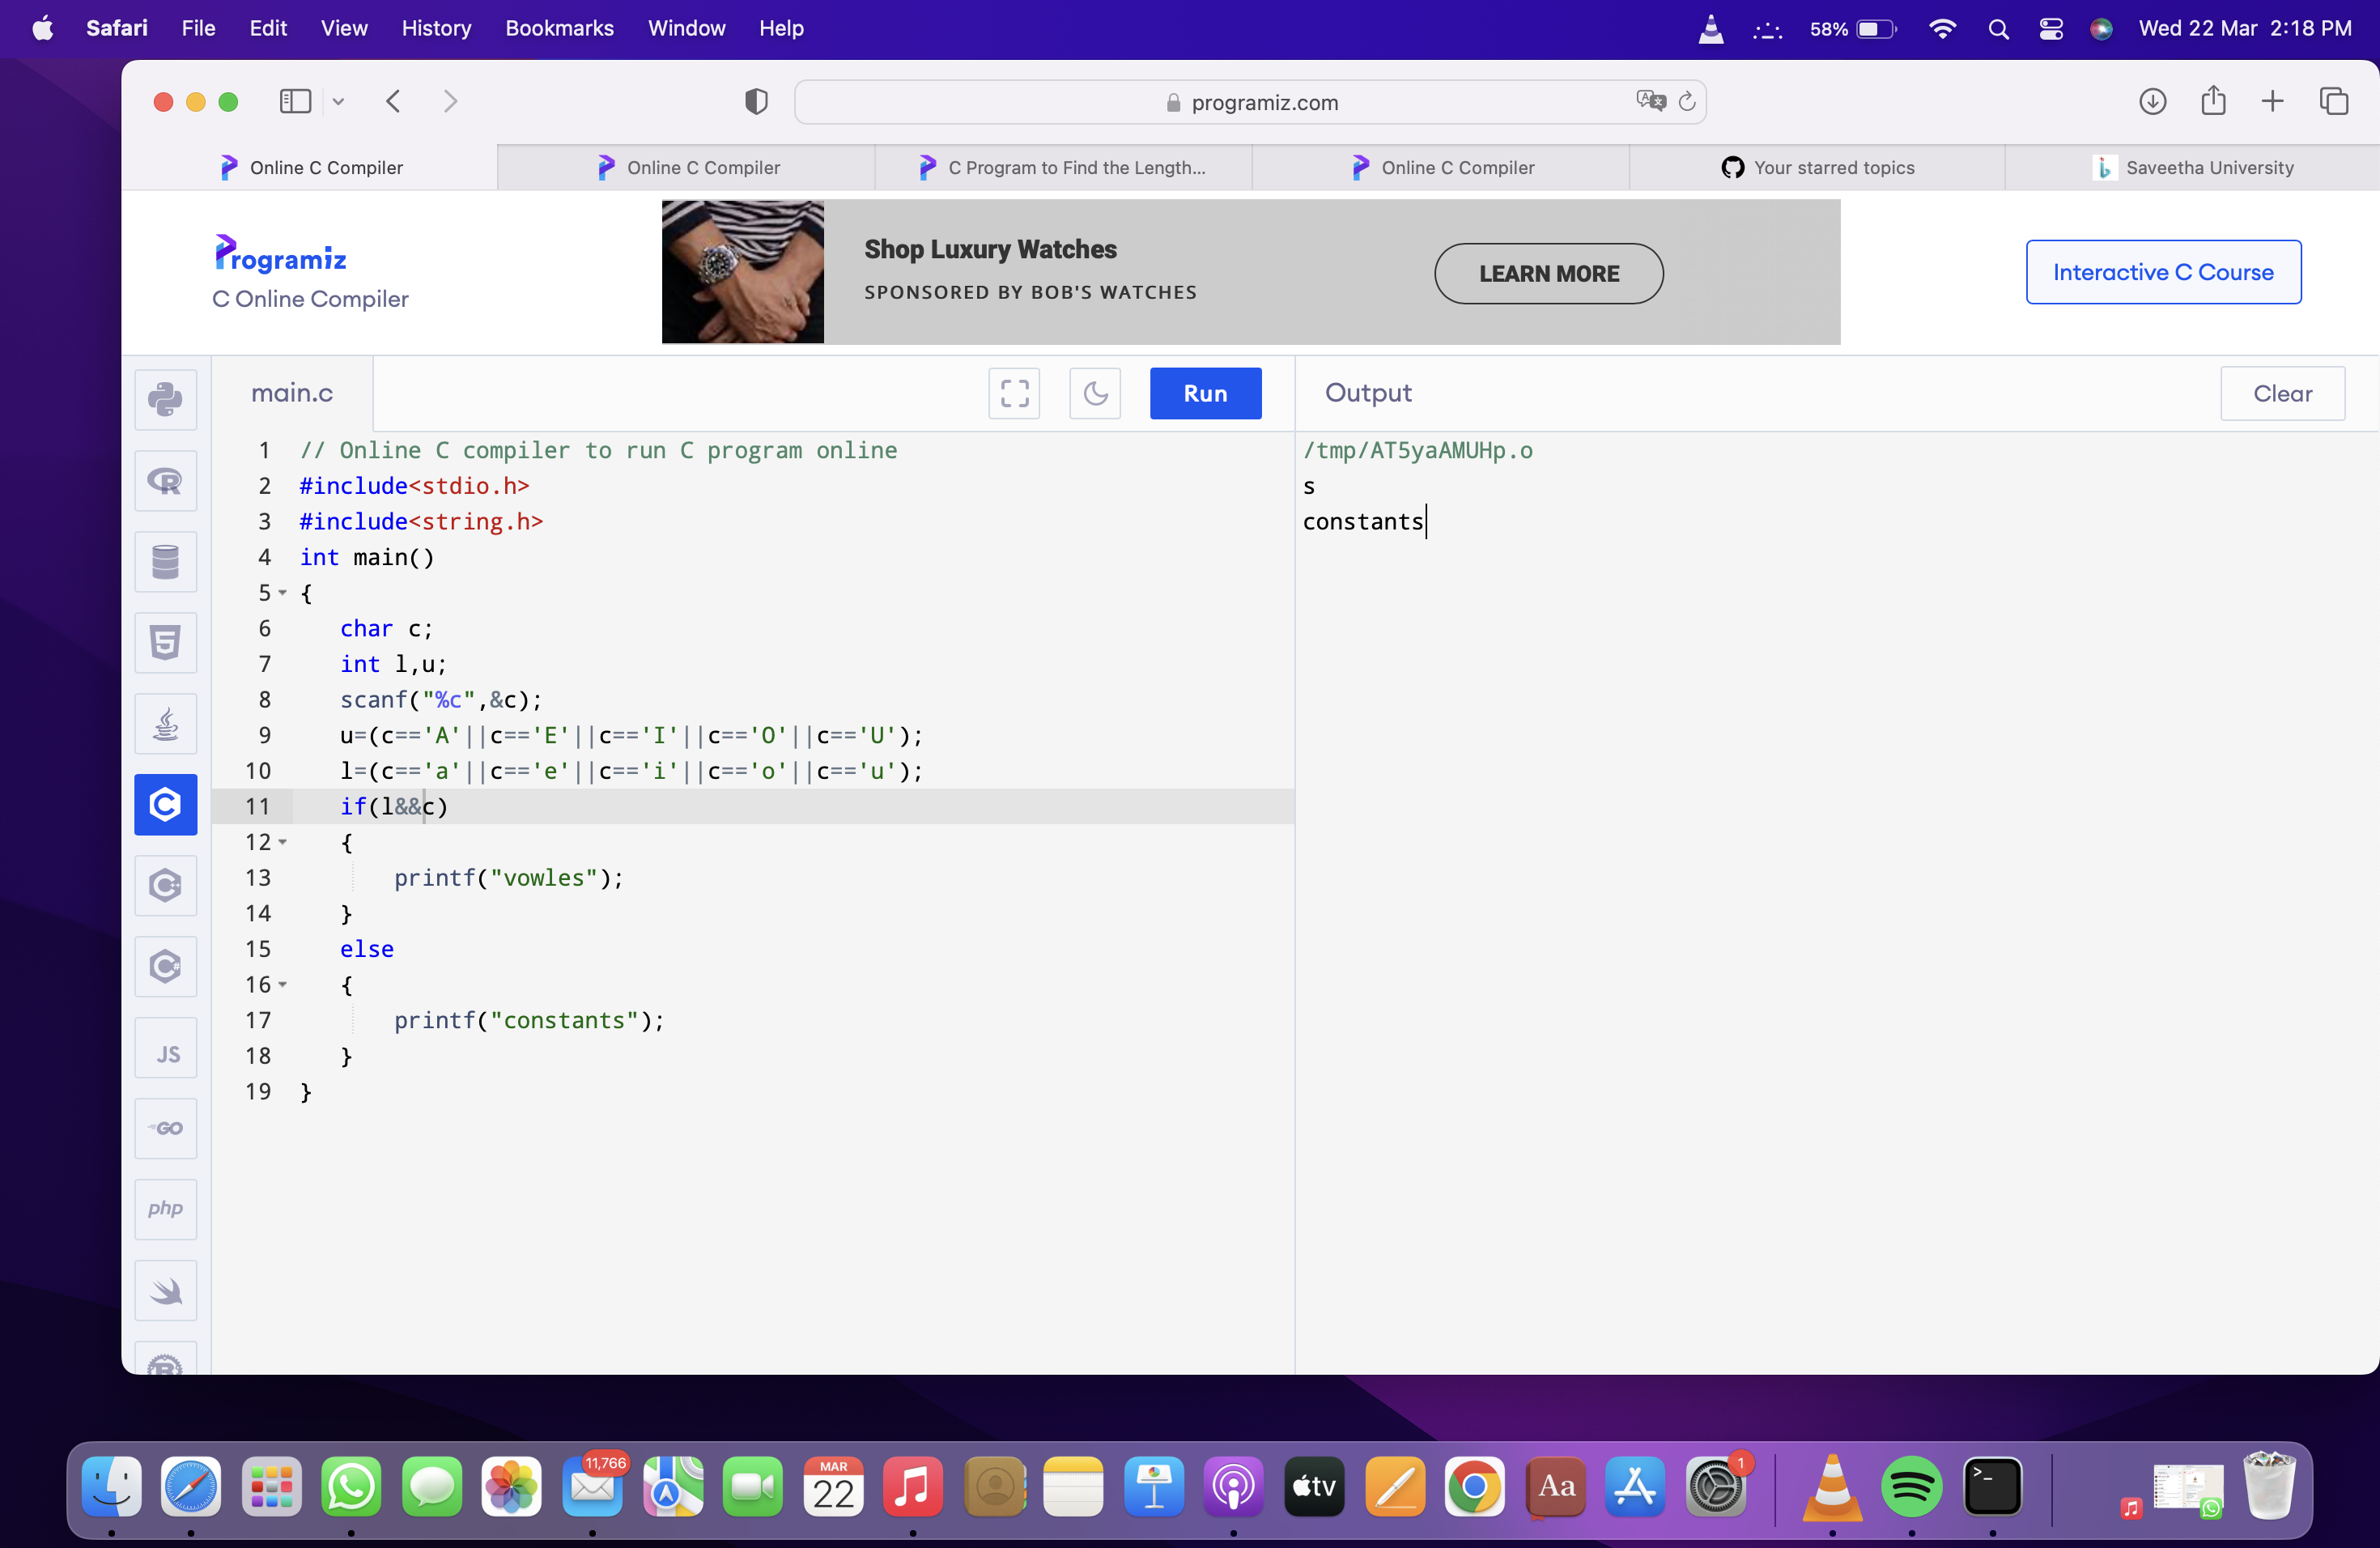 Safari File Edit View History Bookmarks Window Help 58% Wed 22 Mar 2:18 PM
programiz.com
Online C Compiler Online C Compiler C Program to Find the Length... Online C Compiler Your starred topics Saveetha University
Programiz
C Online Compiler
Shop Luxury Watches
SPONSORED BY BOB'S WATCHES
LEARN MORE
Interactive C Course
main.c Run Output Clear
1 // Online C compiler to run C program online
2 #include<stdio.h>
3 #include<string.h>
4 int main()
5 {
6 char c;
7 int l,u;
8 scanf("%c",&c);
9 u=(c=='A'||c=='E'||c=='I'||c=='O'||c=='U');
10 l=(c=='a'||c=='e'||c=='i'||c=='o'||c=='u');
11 if(l&&c)
12 {
13 printf("vowles");
14 }
15 else
16 {
17 printf("constants");
18 }
19 }
/tmp/AT5yaAMUHp.o
s
constants
R
5
C
C
C#
JS
GO
php
R
11,766
MAR
22
tv
Aa
1
>_